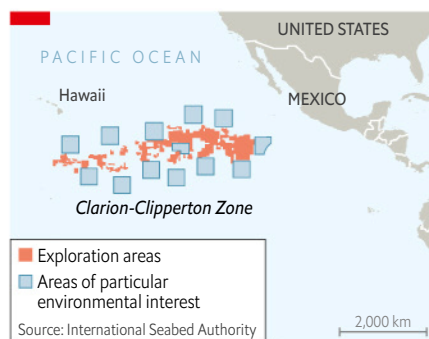 UNITED STATES
PACIFIC OCEAN
Hawaii
MEXICO
Clarion-Clipperton Zone
Exploration areas
Areas of particular
environmental interest
Source: International Seabed Authority
2,000 km